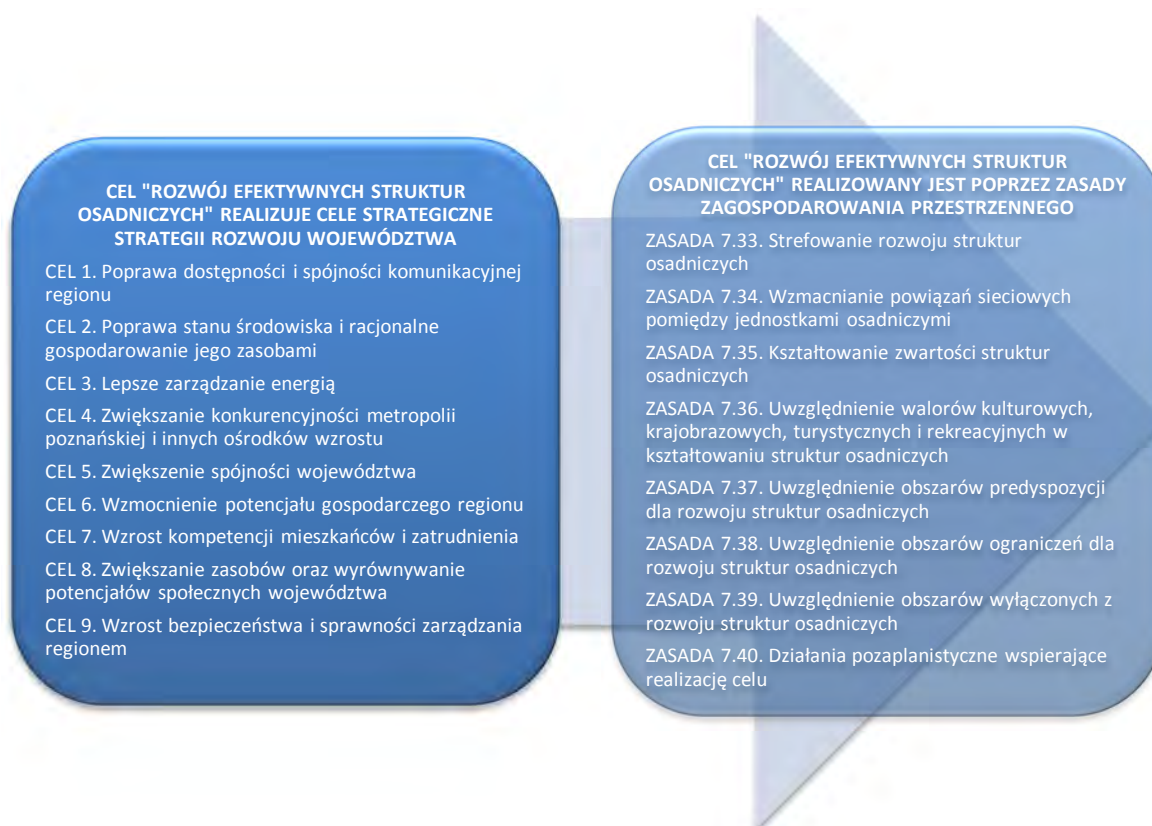 CEL "ROZWÓJ EFEKTYWNYCH STRUKTUR
OSADNICZYCH" REALIZUJE CELE STRATEGICZNE
STRATEGII ROZWOJU WOJEWÓDZTWA
CEL 1. Poprawa dostępności i spójności komunikacyjnej
regionu
CEL 2. Poprawa stanu środowiska i racjonalne
gospodarowanie jego zasobami
CEL 3. Lepsze zarządzanie energią
CEL 4. Zwiększanie konkurencyjności metropolii
poznańskiej i innych ośrodków wzrostu
CEL 5. Zwiększenie spójności województwa
CEL 6. Wzmocnienie potencjału gospodarczego regionu
CEL 7. Wzrost kompetencji mieszkańców i zatrudnienia
CEL 8. Zwiększanie zasobów oraz wyrównywanie
potencjałów społecznych województwa
CEL 9. Wzrost bezpieczeństwa i sprawności zarządzania
regionem
CEL "ROZWÓJ EFEKTYWNYCH STRUKTUR
OSADNICZYCH" REALIZOWANY JEST POPRZEZ ZASADY
ZAGOSPODAROWANIA PRZESTRZENNEGO
ZASADA 7.33. Strefowanie rozwoju struktur
osadniczych
ZASADA 7.34. Wzmacnianie powiązań sieciowych
pomiędzy jednostkami osadniczymi
ZASADA 7.35. Kształtowanie zwartości struktur
osadniczych
ZASADA 7.36. Uwzględnienie walorów kulturowych,
krajobrazowych, turystycznych i rekreacyjnych w
kształtowaniu struktur osadniczych
ZASADA 7.37. Uwzględnienie obszarów predyspozycji
dla rozwoju struktur osadniczych
ZASADA 7.38. Uwzględnienie obszarów ograniczeń dla
rozwoju struktur osadniczych
ZASADA 7.39. Uwzględnienie obszarów wyłączonych z
rozwoju struktur osadniczych
ZASADA 7.40. Działania pozaplanistyczne wspierające
realizację celu